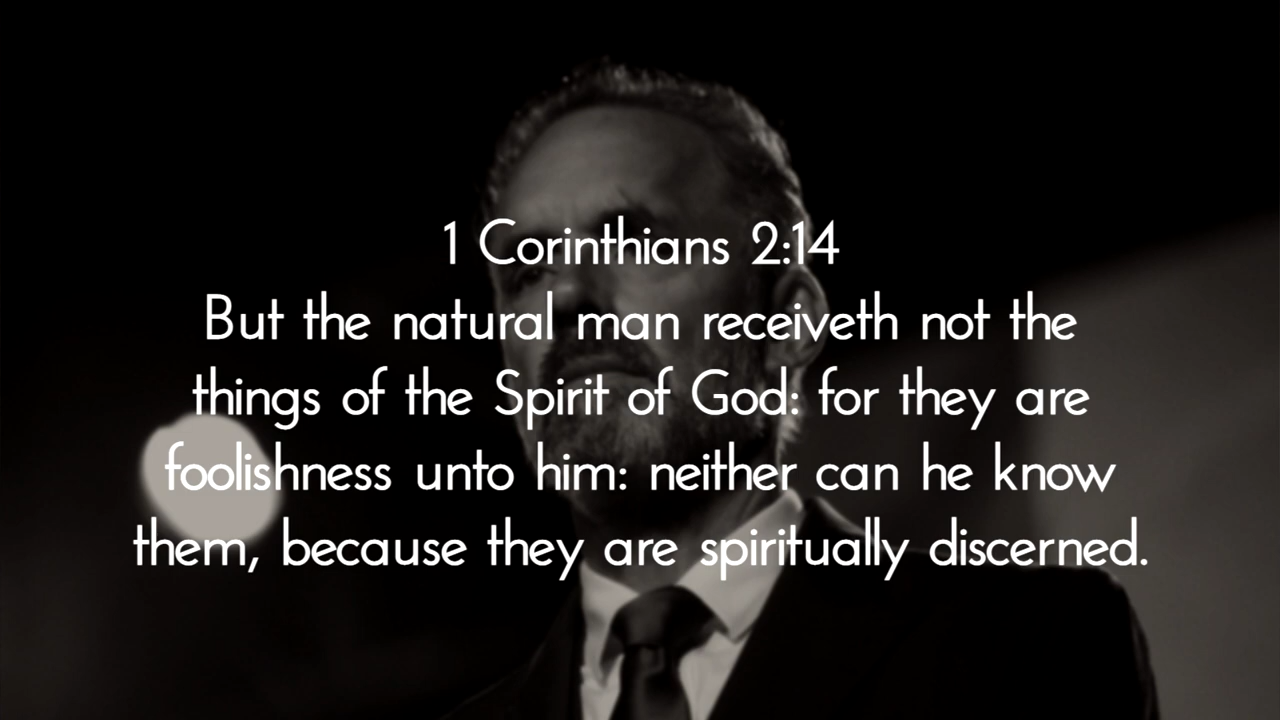 1 Corinthians 2:14
But the natural man receiveth not the
things of the Spirit of God: for they are
foolishness unto him: neither can he know
them, because they are spiritually discerned.